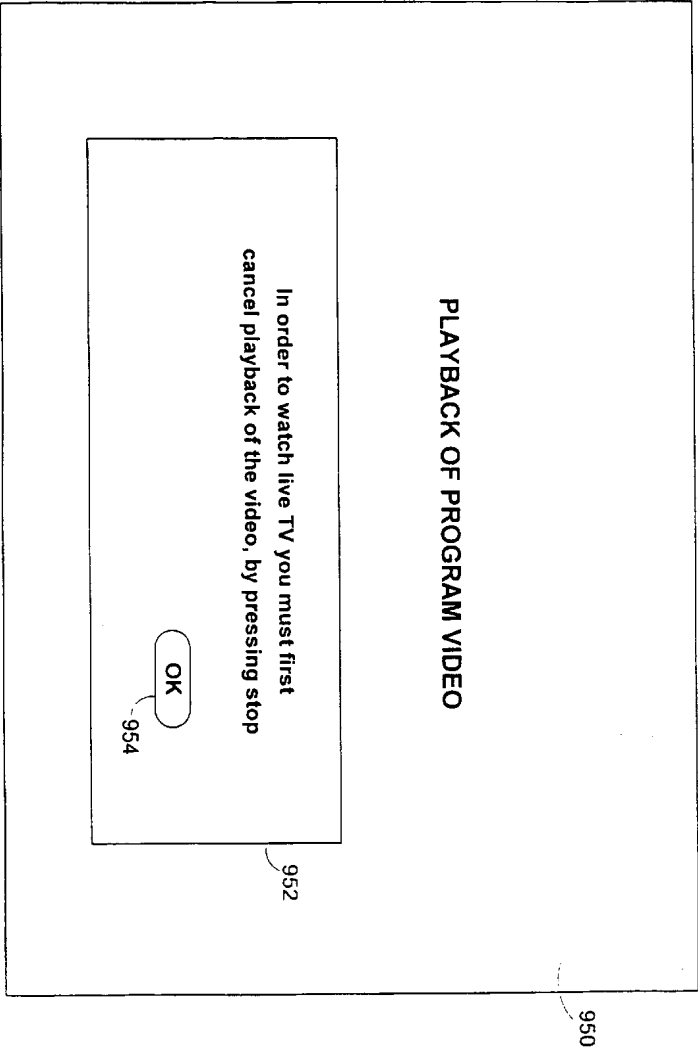 PLAYBACK OF PROGRAM VIDEO
In order to watch live TV you must first
cancel playback of the video, by pressing stop
OK
954
952
950